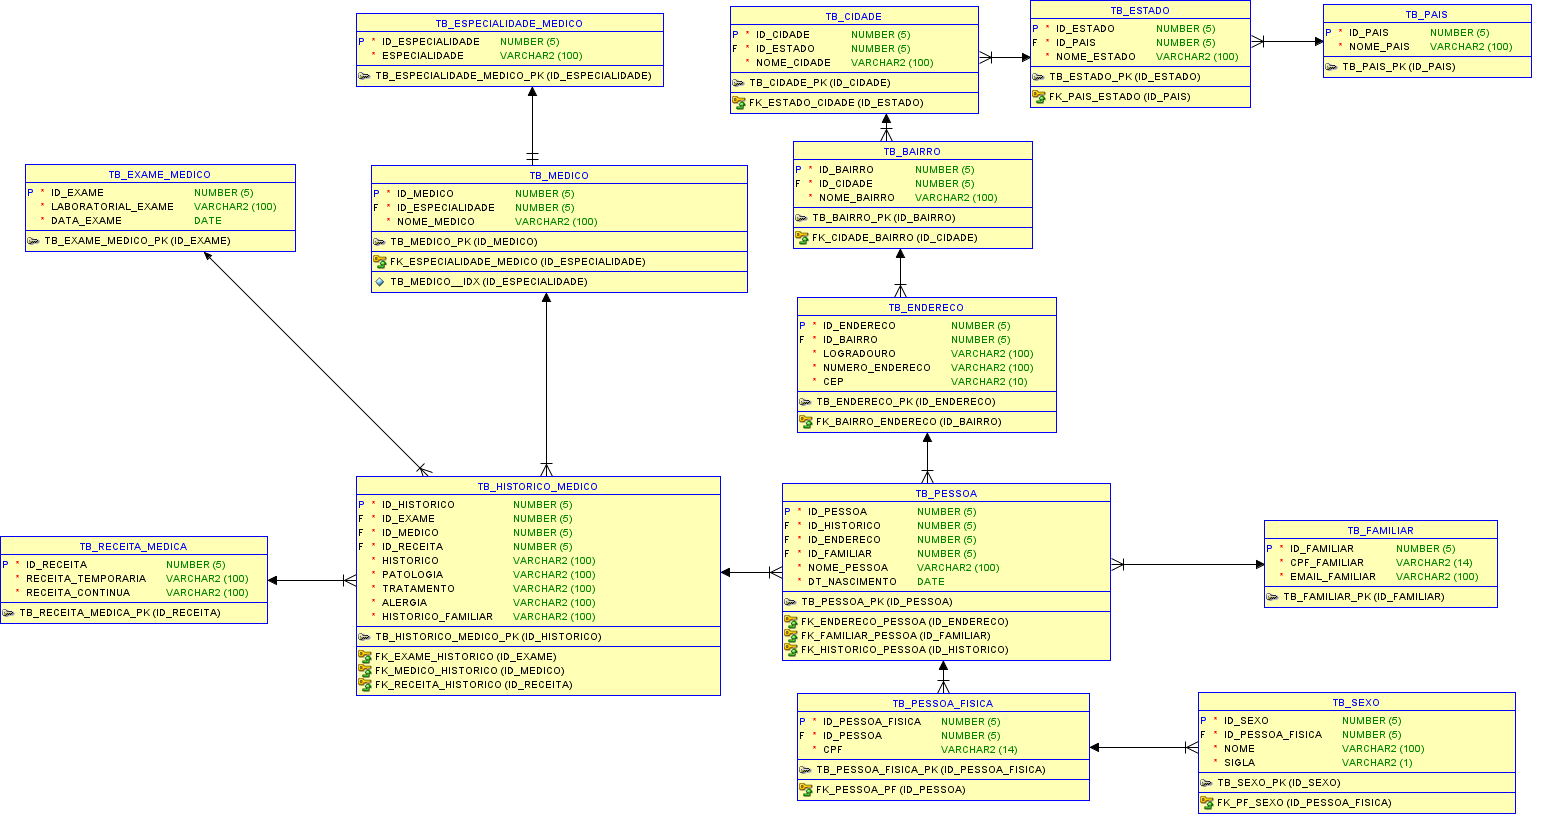 TB_ESPECIALIDADE_MEDICO
P * ID_ESPECIALIDADE NUMBER (5)
* ESPECIALIDADE VARCHAR2 (100)
TB_ESPECIALIDADE_MEDICO_PK (ID_ESPECIALIDADE)
TB_CIDADE
P * ID_CIDADE NUMBER (5)
F * ID_ESTADO NUMBER (5)
* NOME_CIDADE VARCHAR2 (100)
TB_CIDADE_PK (ID_CIDADE)
FK_ESTADO_CIDADE (ID_ESTADO)
TB_ESTADO
P * ID_ESTADO NUMBER (5)
F * ID_PAIS NUMBER (5)
* NOME_ESTADO VARCHAR2 (100)
TB_ESTADO_PK (ID_ESTADO)
FK_PAIS_ESTADO (ID_PAIS)
TB_PAIS
P * ID_PAIS NUMBER (5)
* NOME_PAIS VARCHAR2 (100)
TB_PAIS_PK (ID_PAIS)
TB_EXAME_MEDICO
P * ID_EXAME NUMBER (5)
* LABORATORIAL_EXAME VARCHAR2 (100)
* DATA_EXAME DATE
TB_EXAME_MEDICO_PK (ID_EXAME)
TB_MEDICO
P * ID_MEDICO NUMBER (5)
F * ID_ESPECIALIDADE NUMBER (5)
* NOME_MEDICO VARCHAR2 (100)
TB_MEDICO_PK (ID_MEDICO)
FK_ESPECIALIDADE_MEDICO (ID_ESPECIALIDADE)
TB_MEDICO__IDX (ID_ESPECIALIDADE)
TB_BAIRRO
P * ID_BAIRRO NUMBER (5)
F * ID_CIDADE NUMBER (5)
* NOME_BAIRRO VARCHAR2 (100)
TB_BAIRRO_PK (ID_BAIRRO)
FK_CIDADE_BAIRRO (ID_CIDADE)
TB_ENDERECO
P * ID_ENDERECO NUMBER (5)
F * ID_BAIRRO NUMBER (5)
* LOGRADOURO VARCHAR2 (100)
* NUMERO_ENDERECO VARCHAR2 (100)
* CEP VARCHAR2 (10)
TB_ENDERECO_PK (ID_ENDERECO)
FK_BAIRRO_ENDERECO (ID_BAIRRO)
TB_RECEITA_MEDICA
P * ID_RECEITA NUMBER (5)
* RECEITA_TEMPORARIA VARCHAR2 (100)
* RECEITA_CONTINUA VARCHAR2 (100)
TB_RECEITA_MEDICA_PK (ID_RECEITA)
TB_HISTORICO_MEDICO
P * ID_HISTORICO NUMBER (5)
F * ID_EXAME NUMBER (5)
F * ID_MEDICO NUMBER (5)
F * ID_RECEITA NUMBER (5)
* HISTORICO VARCHAR2 (100)
* PATOLOGIA VARCHAR2 (100)
* TRATAMENTO VARCHAR2 (100)
* ALERGIA VARCHAR2 (100)
* HISTORICO_FAMILIAR VARCHAR2 (100)
TB_HISTORICO_MEDICO_PK (ID_HISTORICO)
FK_EXAME_HISTORICO (ID_EXAME)
FK_MEDICO_HISTORICO (ID_MEDICO)
FK_RECEITA_HISTORICO (ID_RECEITA)
TB_PESSOA
P * ID_PESSOA NUMBER (5)
F * ID_HISTORICO NUMBER (5)
F * ID_ENDERECO NUMBER (5)
F * ID_FAMILIAR NUMBER (5)
* NOME_PESSOA VARCHAR2 (100)
* DT_NASCIMENTO DATE
TB_PESSOA_PK (ID_PESSOA)
FK_ENDERECO_PESSOA (ID_ENDERECO)
FK_FAMILIAR_PESSOA (ID_FAMILIAR)
FK_HISTORICO_PESSOA (ID_HISTORICO)
TB_FAMILIAR
P * ID_FAMILIAR NUMBER (5)
* CPF_FAMILIAR VARCHAR2 (14)
* EMAIL_FAMILIAR VARCHAR2 (100)
TB_FAMILIAR_PK (ID_FAMILIAR)
TB_PESSOA_FISICA
P * ID_PESSOA_FISICA NUMBER (5)
F * ID_PESSOA NUMBER (5)
* CPF VARCHAR2 (14)
TB_PESSOA_FISICA_PK (ID_PESSOA_FISICA)
FK_PESSOA_PF (ID_PESSOA)
TB_SEXO
P * ID_SEXO NUMBER (5)
F * ID_PESSOA_FISICA NUMBER (5)
* NOME VARCHAR2 (100)
* SIGLA VARCHAR2 (1)
TB_SEXO_PK (ID_SEXO)
FK_PF_SEXO (ID_PESSOA_FISICA)